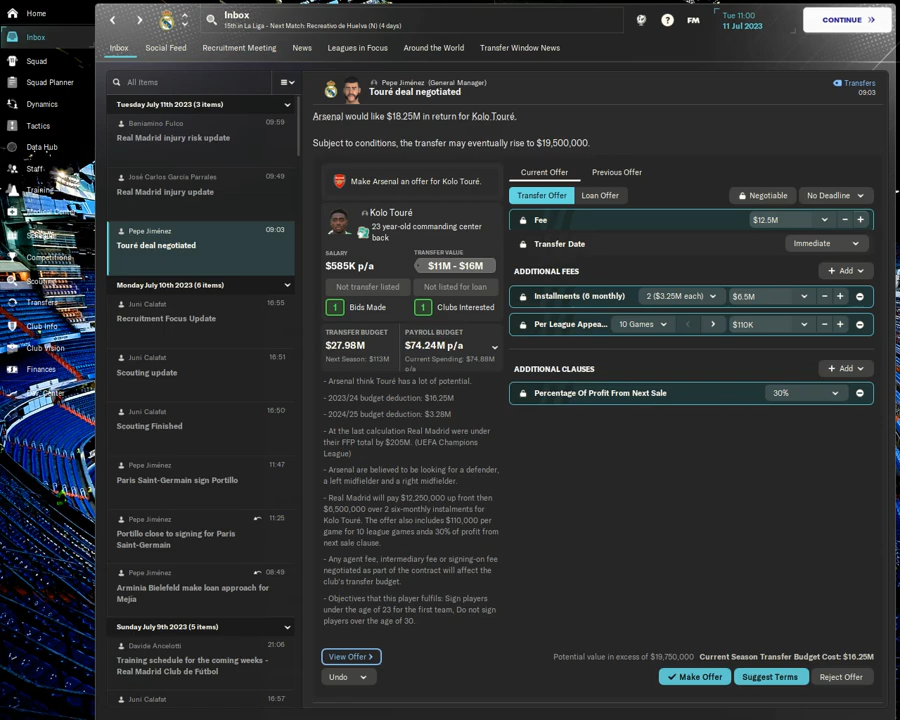 Home
Inbox
Squad
Squad Planner
Dynamics
Tactics
Data Hub
Staff
Training
Competitions
Scouting
Transfers
Club Info
Club Vision
Finances
Inbox
15th in La Liga - Next Match: Recreativo de Huelva (N) (4 days)
FM
Tue 11:00
11 Jul 2023
CONTINUE
Inbox
Social Feed
Recruitment Meeting
News
Leagues in Focus
Around the World
Transfer Window News
All Items
Tuesday July 11th 2023 (3 items)
Beniamino Fulco
09:59
Real Madrid injury risk update
José Carlos García Parrales
09:49
Real Madrid injury update
Pepe Jiménez
09:03
Touré deal negotiated
Monday July 10th 2023 (6 items)
Juni Calafat
16:55
Recruitment Focus Update
Juni Calafat
16:51
Scouting update
Juni Calafat
16:50
Scouting Finished
Pepe Jiménez
11:47
Paris Saint-Germain sign Portillo
Pepe Jiménez
11:25
Portillo close to signing for Paris
Saint-Germain
Pepe Jiménez
08:49
Arminia Bielefeld make loan approach for
Mejía
Sunday July 9th 2023 (5 items)
Davide Ancelotti
21:06
Training schedule for the coming weeks -
Real Madrid Club de Fútbol
Juni Calafat
16:57
Pepe Jiménez (General Manager)
Touré deal negotiated
Transfers
09:03
Arsenal would like $18.25M in return for Kolo Touré.
Subject to conditions, the transfer may eventually rise to $19,500,000.
Make Arsenal an offer for Kolo Touré.
Kolo Touré
23 year-old commanding center
back
SALARY
$585K p/a
TRANSFER VALUE
$11M - $16M
Not transfer listed
Not listed for loan
1 Bids Made
1 Clubs Interested
TRANSFER BUDGET
$27.98M
Next Season: $113M
PAYROLL BUDGET
$74.24M p/a
Current Spending: $74.88M
p/a
- Arsenal think Touré has a lot of potential.
- 2023/24 budget deduction: $16.25M
- 2024/25 budget deduction: $3.28M
- At the last calculation Real Madrid were under
their FFP total by $205M. (UEFA Champions
League)
- Arsenal are believed to be looking for a defender,
a left midfielder and a right midfielder.
- Real Madrid will pay $12,250,000 up front then
$6,500,000 over 2 six-monthly instalments for
Kolo Touré. The offer also includes $110,000 per
game for 10 league games anda 30% of profit from
next sale clause.
- Any agent fee, intermediary fee or signing-on fee
negotiated as part of the contract will affect the
club's transfer budget.
- Objectives that this player fulfils: Sign players
under the age of 23 for the first team, Do not sign
players over the age of 30.
View Offer
Undo
Current Offer
Previous Offer
Transfer Offer
Loan Offer
Negotiable
No Deadline
Fee
$12.5M
Transfer Date
Immediate
ADDITIONAL FEES
Add
Installments (6 monthly)
2 ($3.25M each)
$6.5M
Per League Appea...
10 Games
$110K
ADDITIONAL CLAUSES
Add
Percentage Of Profit From Next Sale
30%
Potential value in excess of $19,750,000
Current Season Transfer Budget Cost: $16.25M
Make Offer
Suggest Terms
Reject Offer